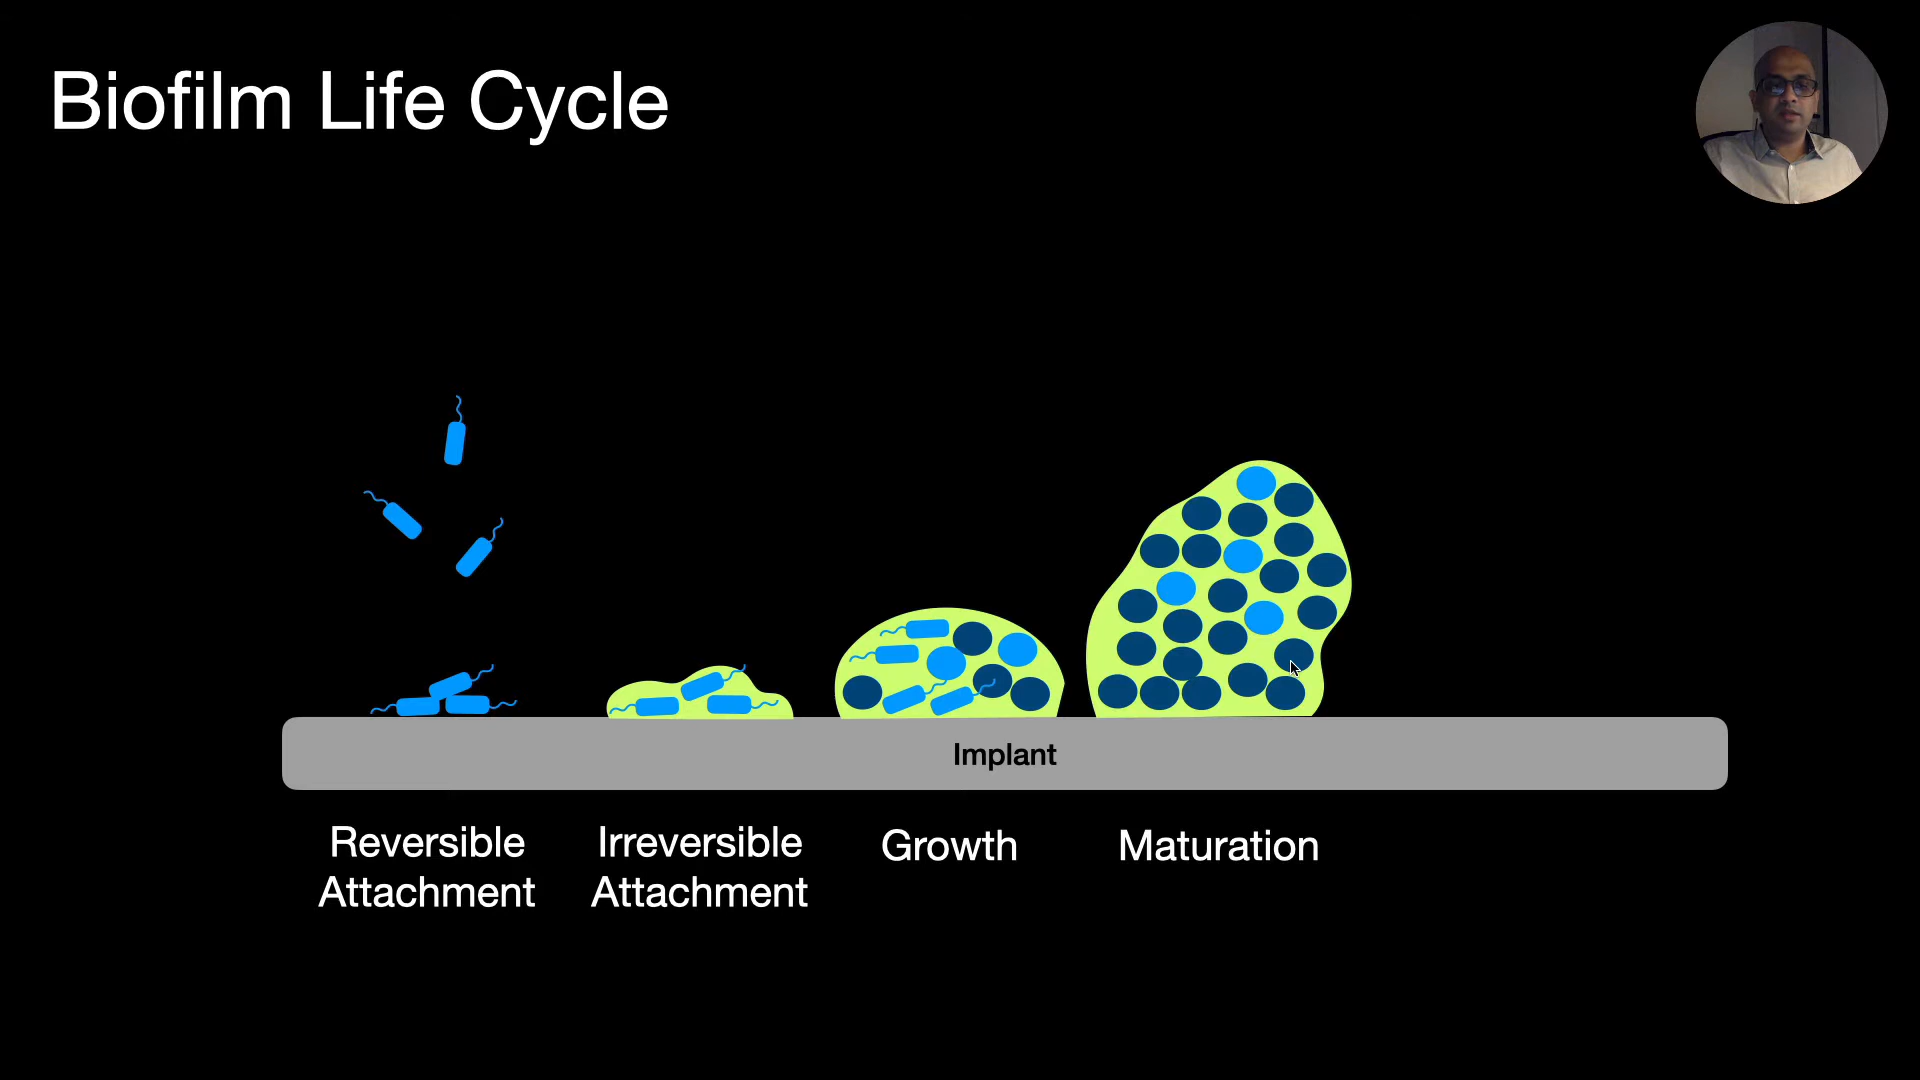 Biofilm Life Cycle
Implant
Reversible
Attachment
Irreversible
Attachment
Growth
Maturation